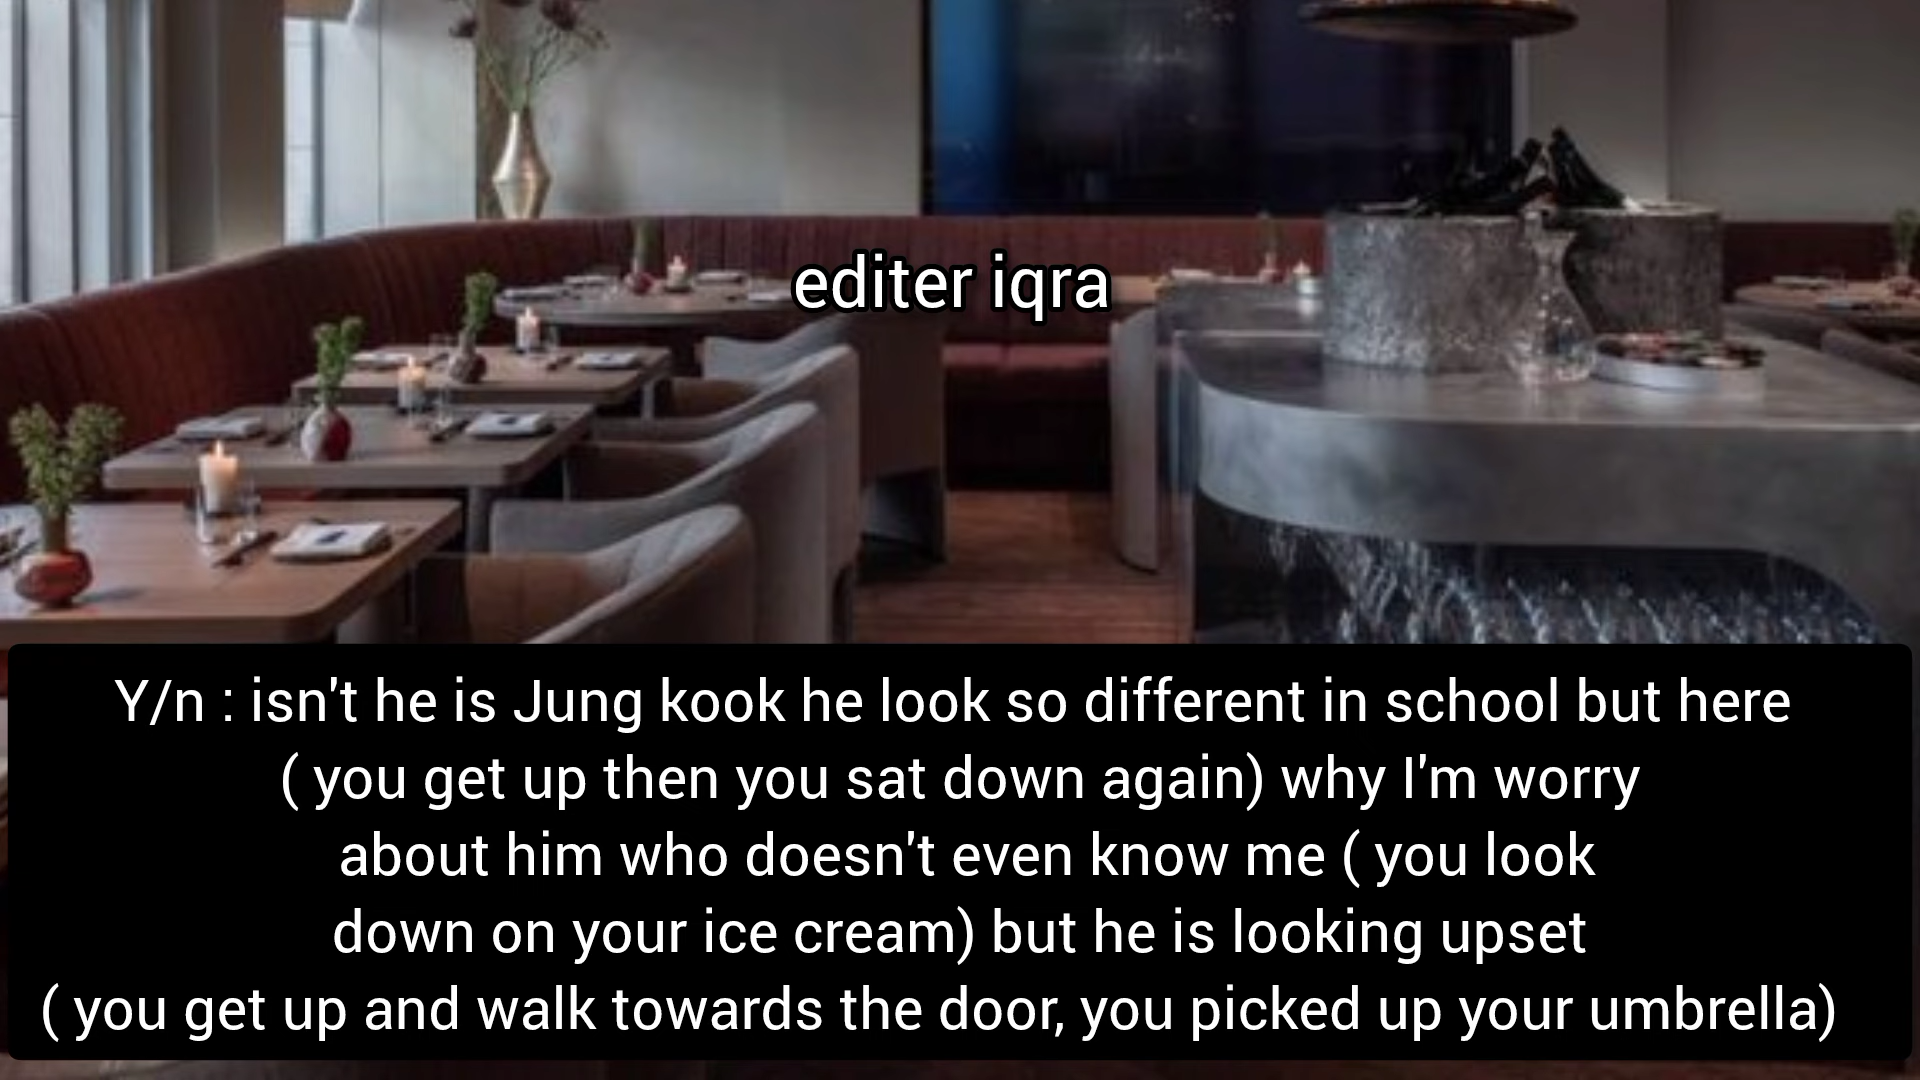 editer iqra
Y/n : isn't he is Jung kook he look so different in school but here
( you get up then you sat down again) why I'm worry
about him who doesn't even know me ( you look
down on your ice cream) but he is looking upset
( you get up and walk towards the door, you picked up your umbrella)